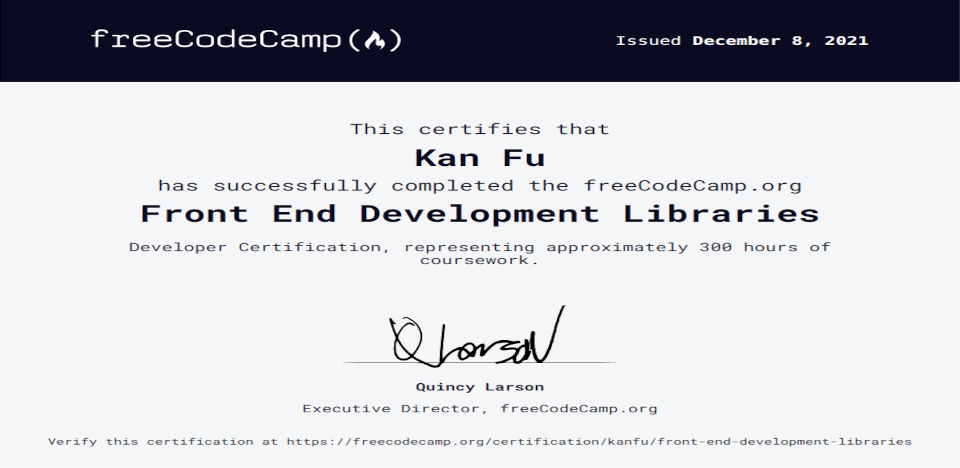 freeCodeCamp(🔥)
Issued December 8, 2021
This certifies that
Kan Fu
has successfully completed the freeCodeCamp.org
Front End Development Libraries
Developer Certification, representing approximately 300 hours of
coursework.
Q Larson
Quincy Larson
Executive Director, freeCodeCamp.org
Verify this certification at https://freecodecamp.org/certification/kanfu/front-end-development-libraries